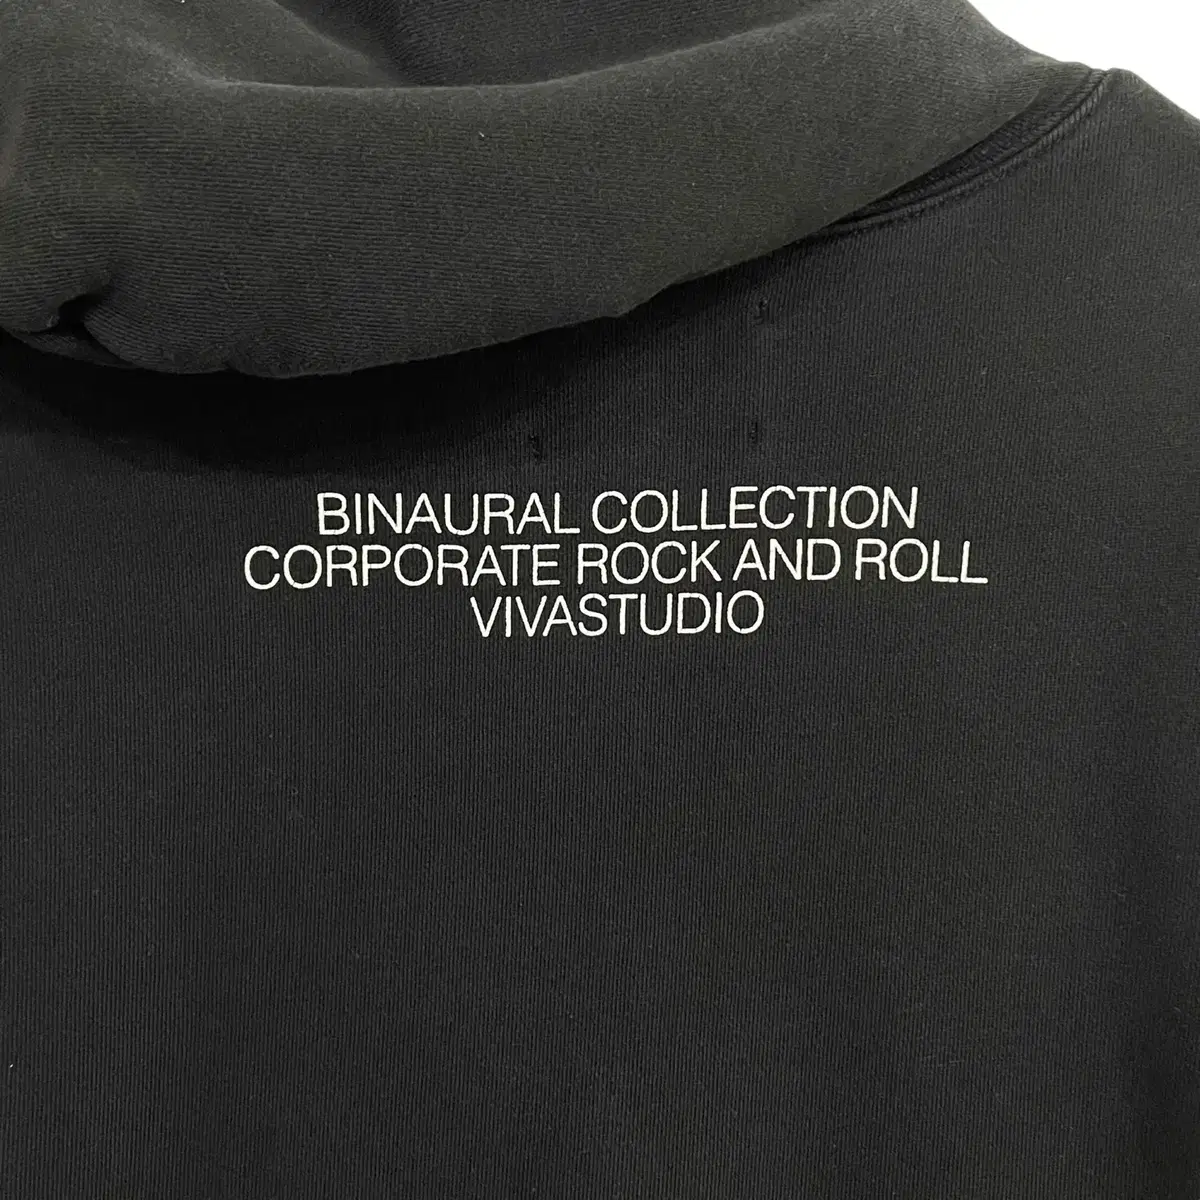 BINAURAL COLLECTION
CORPORATE ROCK AND ROLL
VIVASTUDIO